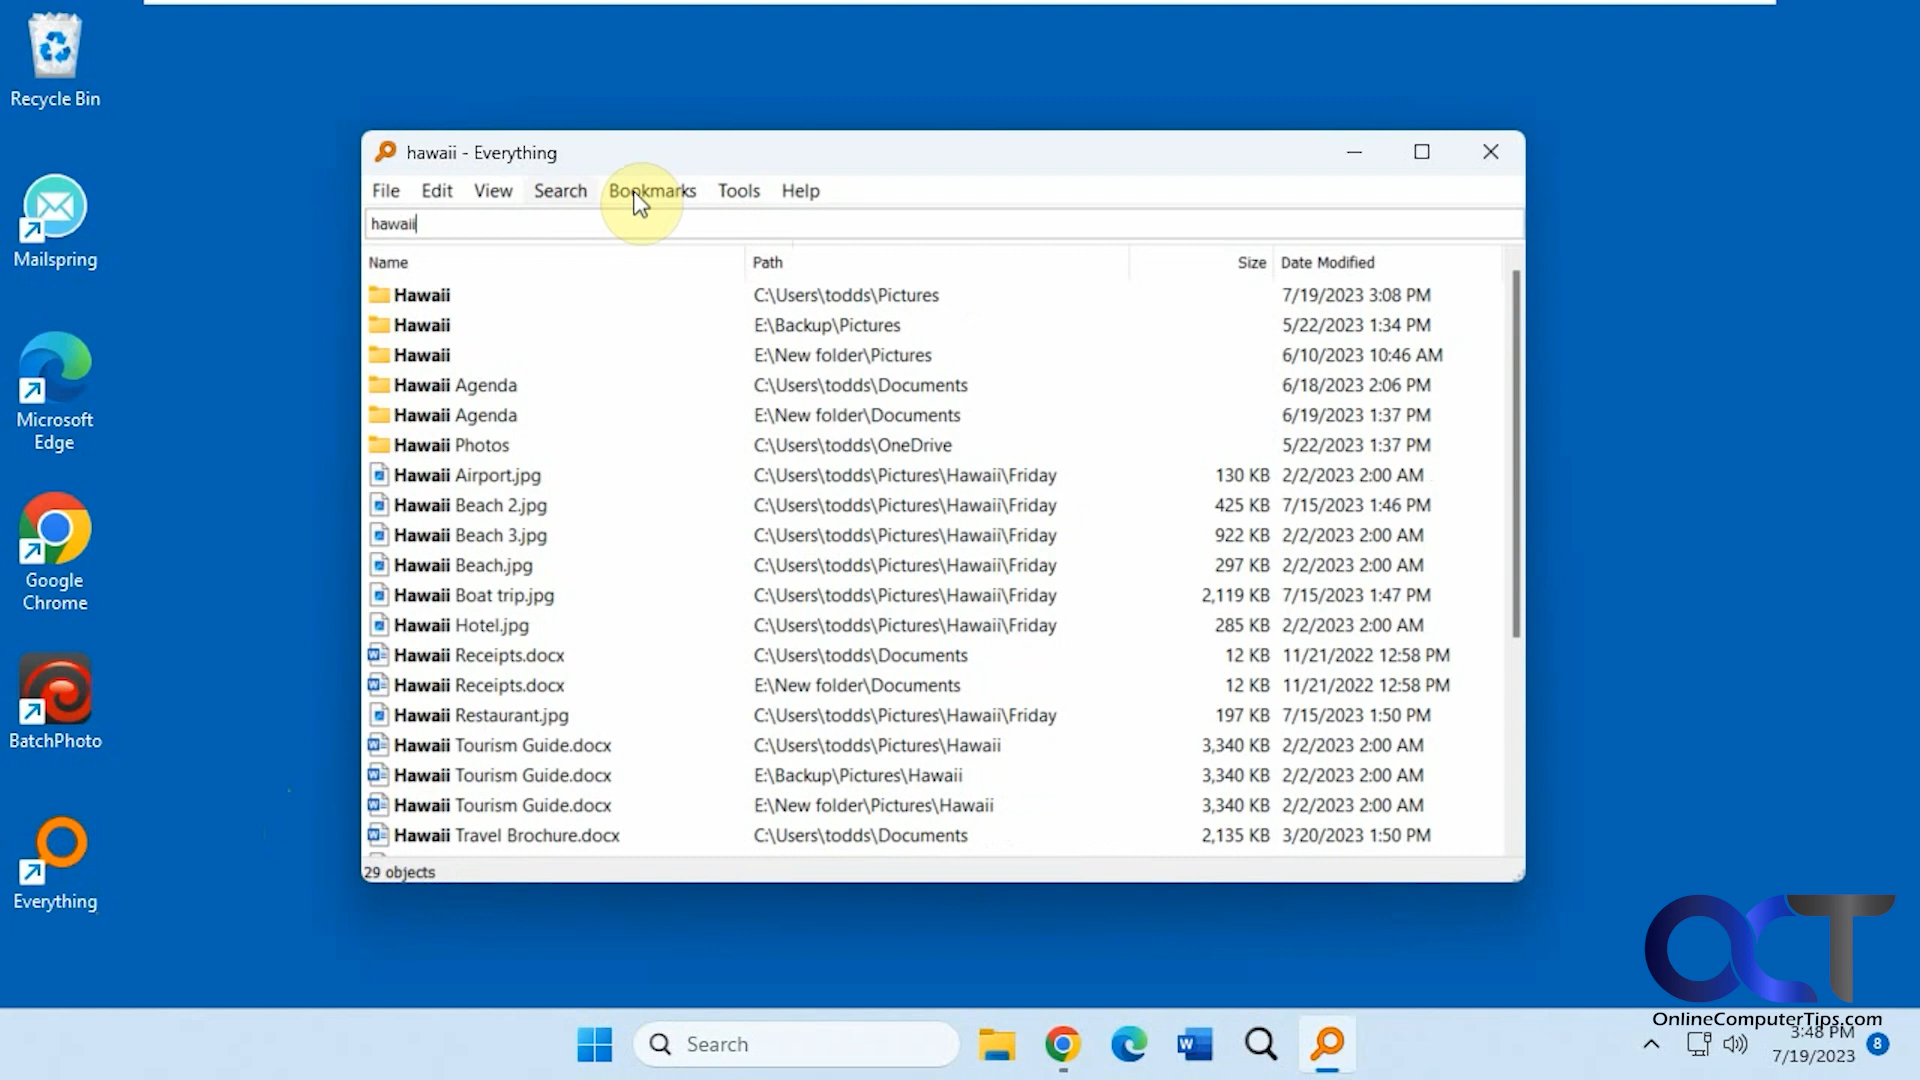 Recycle Bin
Mailspring
Microsoft
Edge
Google
Chrome
BatchPhoto
Everything
hawaii - Everything
File Edit View Search Bookmarks Tools Help
hawaii
Name Path Size Date Modified
Hawaii C:\Users\todds\Pictures 7/19/2023 3:08 PM
Hawaii E:\Backup\Pictures 5/22/2023 1:34 PM
Hawaii E:\New folder\Pictures 6/10/2023 10:46 AM
Hawaii Agenda C:\Users\todds\Documents 6/18/2023 2:06 PM
Hawaii Agenda E:\New folder\Documents 6/19/2023 1:37 PM
Hawaii Photos C:\Users\todds\OneDrive 5/22/2023 1:37 PM
Hawaii Airport.jpg C:\Users\todds\Pictures\Hawaii\Friday 130 KB 2/2/2023 2:00 AM
Hawaii Beach 2.jpg C:\Users\todds\Pictures\Hawaii\Friday 425 KB 7/15/2023 1:46 PM
Hawaii Beach 3.jpg C:\Users\todds\Pictures\Hawaii\Friday 922 KB 2/2/2023 2:00 AM
Hawaii Beach.jpg C:\Users\todds\Pictures\Hawaii\Friday 297 KB 2/2/2023 2:00 AM
Hawaii Boat trip.jpg C:\Users\todds\Pictures\Hawaii\Friday 2,119 KB 7/15/2023 1:47 PM
Hawaii Hotel.jpg C:\Users\todds\Pictures\Hawaii\Friday 285 KB 2/2/2023 2:00 AM
Hawaii Receipts.docx C:\Users\todds\Documents 12 KB 11/21/2022 12:58 PM
Hawaii Receipts.docx E:\New folder\Documents 12 KB 11/21/2022 12:58 PM
Hawaii Restaurant.jpg C:\Users\todds\Pictures\Hawaii\Friday 197 KB 7/15/2023 1:50 PM
Hawaii Tourism Guide.docx C:\Users\todds\Pictures\Hawaii 3,340 KB 2/2/2023 2:00 AM
Hawaii Tourism Guide.docx E:\Backup\Pictures\Hawaii 3,340 KB 2/2/2023 2:00 AM
Hawaii Tourism Guide.docx E:\New folder\Pictures\Hawaii 3,340 KB 2/2/2023 2:00 AM
Hawaii Travel Brochure.docx C:\Users\todds\Documents 2,135 KB 3/20/2023 1:50 PM
29 objects
OCT
OnlineComputerTips.com
Search
3:48 PM
7/19/2023
8